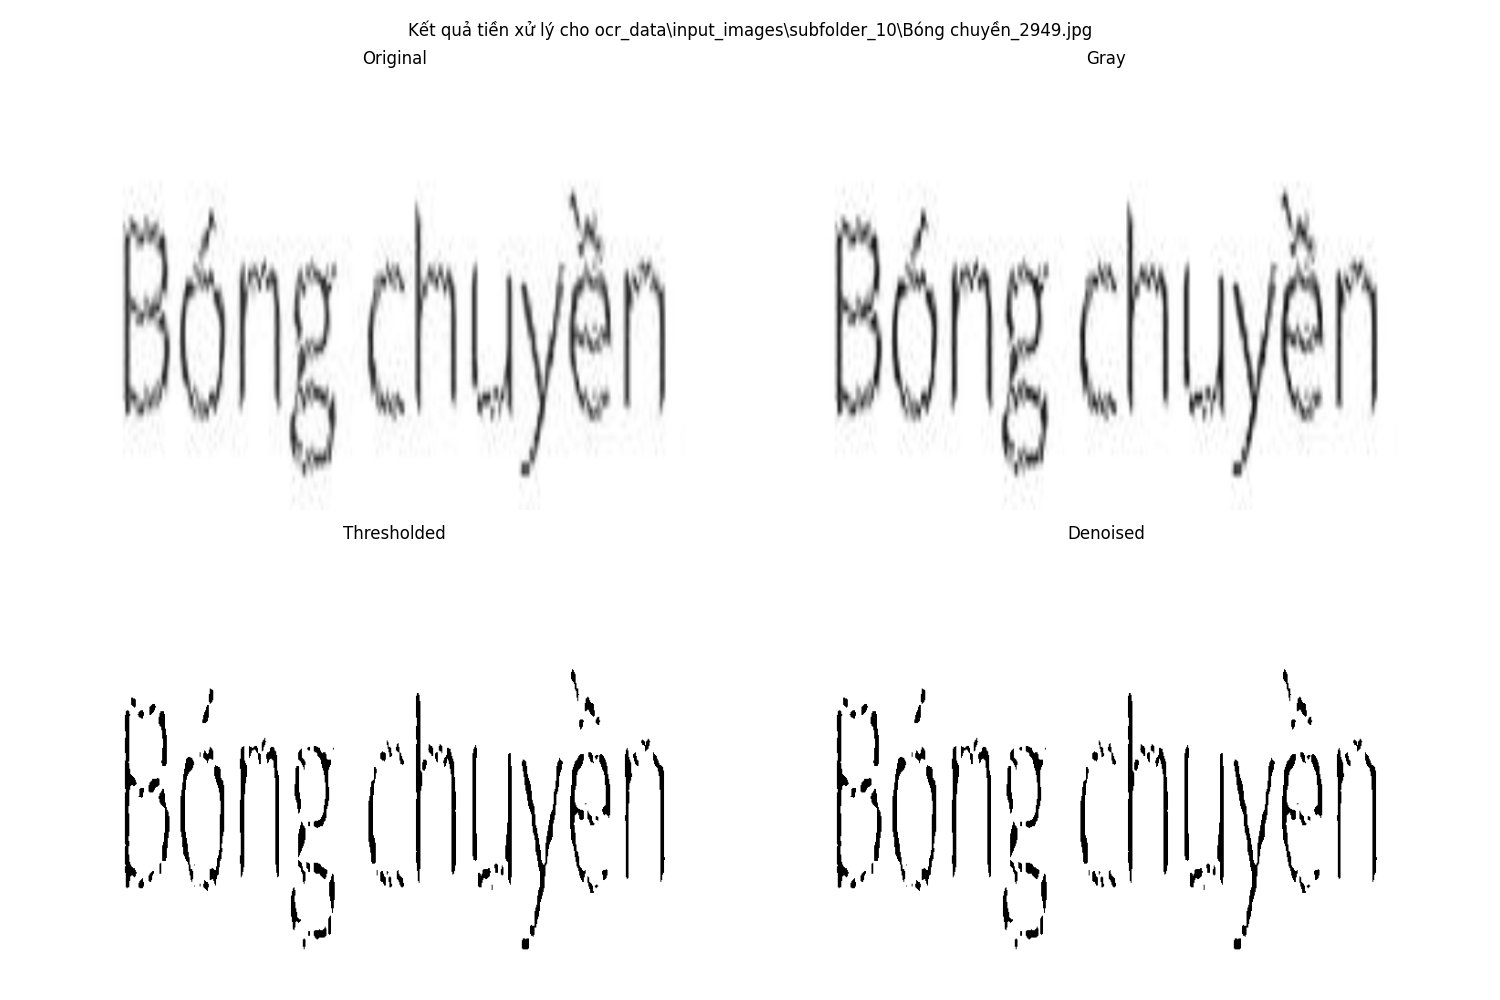 Kết quả tiền xử lý cho ocr_data\input_images\subfolder_10\Bóng chuyền_2949.jpg
Original
Gray
Bóng chuyền
Bóng chuyền
Thresholded
Denoised
Bóng chuyền
Bóng chuyền